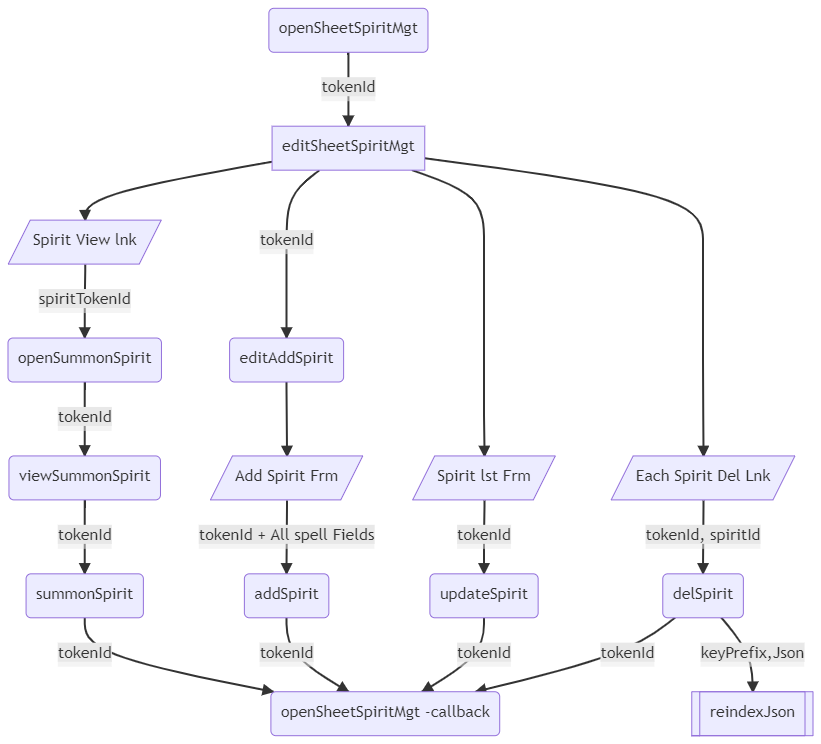 openSheetSpiritMgt
tokenId
editSheetSpiritMgt
Spirit View lnk
tokenId
spiritTokenId
openSummonSpirit
editAddSpirit
tokenId
viewSummonSpirit
Add Spirit Frm
Spirit lst Frm
Each Spirit Del Lnk
tokenId
tokenId + All spell Fields
tokenId
tokenId, spiritId
summonSpirit
addSpirit
updateSpirit
delSpirit
tokenId
tokenId
tokenId
tokenId
keyPrefix,Json
openSheetSpiritMgt -callback
reindexJson